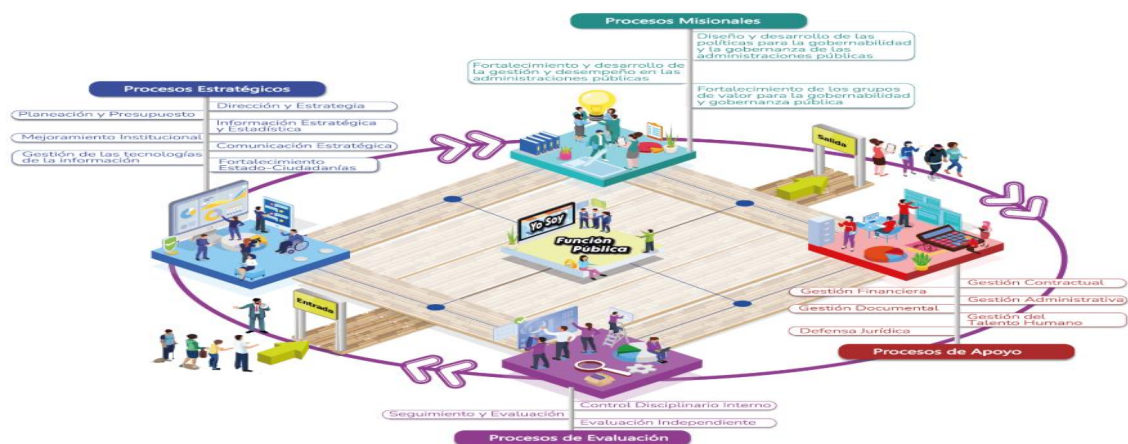 Procesos Misionales
Diseño y desarrollo de las
políticas para la gobernabilidad
y la gobernanza de las
administraciones públicas
Fortalecimiento y desarrollo de
la gestión y desempeño en las
administraciones públicas
Fortalecimiento de los grupos
de valor para la gobernabilidad
y gobernanza pública
Procesos Estratégicos
Dirección y Estrategia
Planeación y Presupuesto
Información Estratégica
y Estadística
Mejoramiento Institucional
Comunicación Estratégica
Gestión de las tecnologías
de la información
Fortalecimiento
Estado-Ciudadanías
Salida
Yo Soy
Función
Pública
Entrada
Gestión Contractual
Gestión Financiera
Gestión Administrativa
Gestión Documental
Gestión del
Talento Humano
Defensa Jurídica
Procesos de Apoyo
Control Disciplinario Interno
Seguimiento y Evaluación
Evaluación Independiente
Procesos de Evaluación